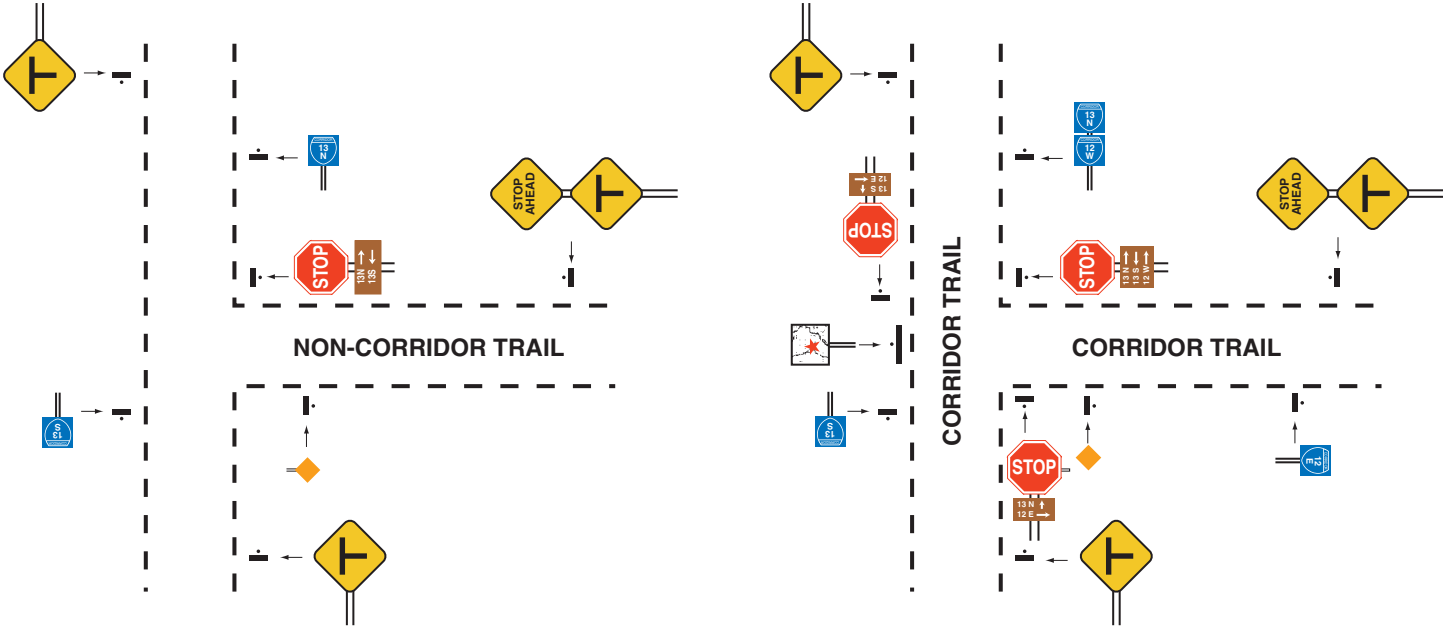 13
N
STOP
AHEAD
STOP
13N
13S
NON-CORRIDOR TRAIL
13
S
13
N
12
W
13 S
12 E
STOP
STOP
AHEAD
STOP
13 N
13 S
12 W
CORRIDOR TRAIL
CORRIDOR TRAIL
13
S
STOP
13 N
12 E
12
E